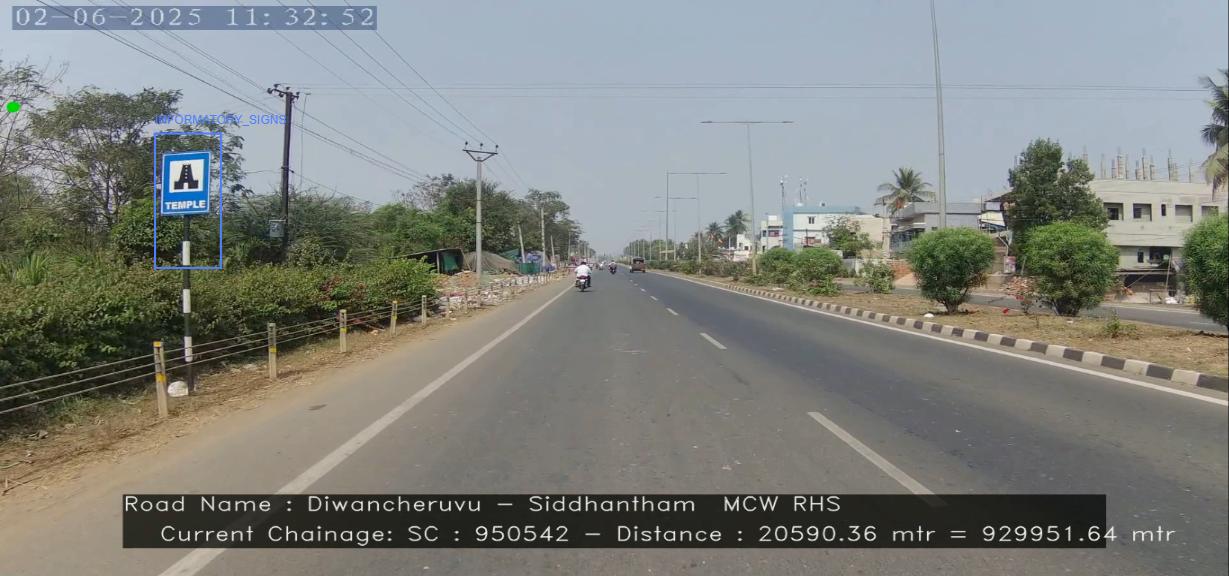 02-06-2025 11:32:52
INFORMATORY_SIGNS
TEMPLE
Road Name : Diwancheruvu - Siddhantham MCW RHS
Current Chainage: SC : 950542 - Distance : 20590.36 mtr = 929951.64 mtr